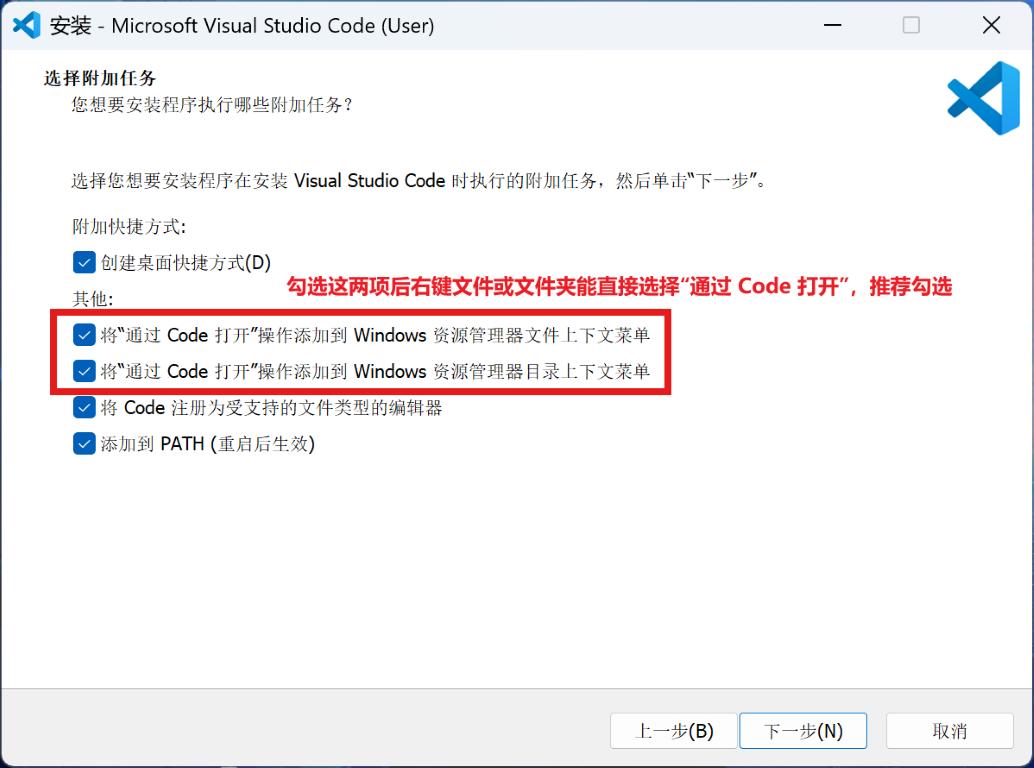 安装 - Microsoft Visual Studio Code (User)
选择附加任务
您想要安装程序执行哪些附加任务？
选择您想要安装程序在安装 Visual Studio Code 时执行的附加任务，然后单击“下一步”。
附加快捷方式:
创建桌面快捷方式(D)
勾选这两项后右键文件或文件夹能直接选择“通过 Code 打开”，推荐勾选
其他:
将“通过 Code 打开”操作添加到 Windows 资源管理器文件上下文菜单
将“通过 Code 打开”操作添加到 Windows 资源管理器目录上下文菜单
将 Code 注册为受支持的文件类型的编辑器
添加到 PATH (重启后生效)
上一步(B)
下一步(N)
取消